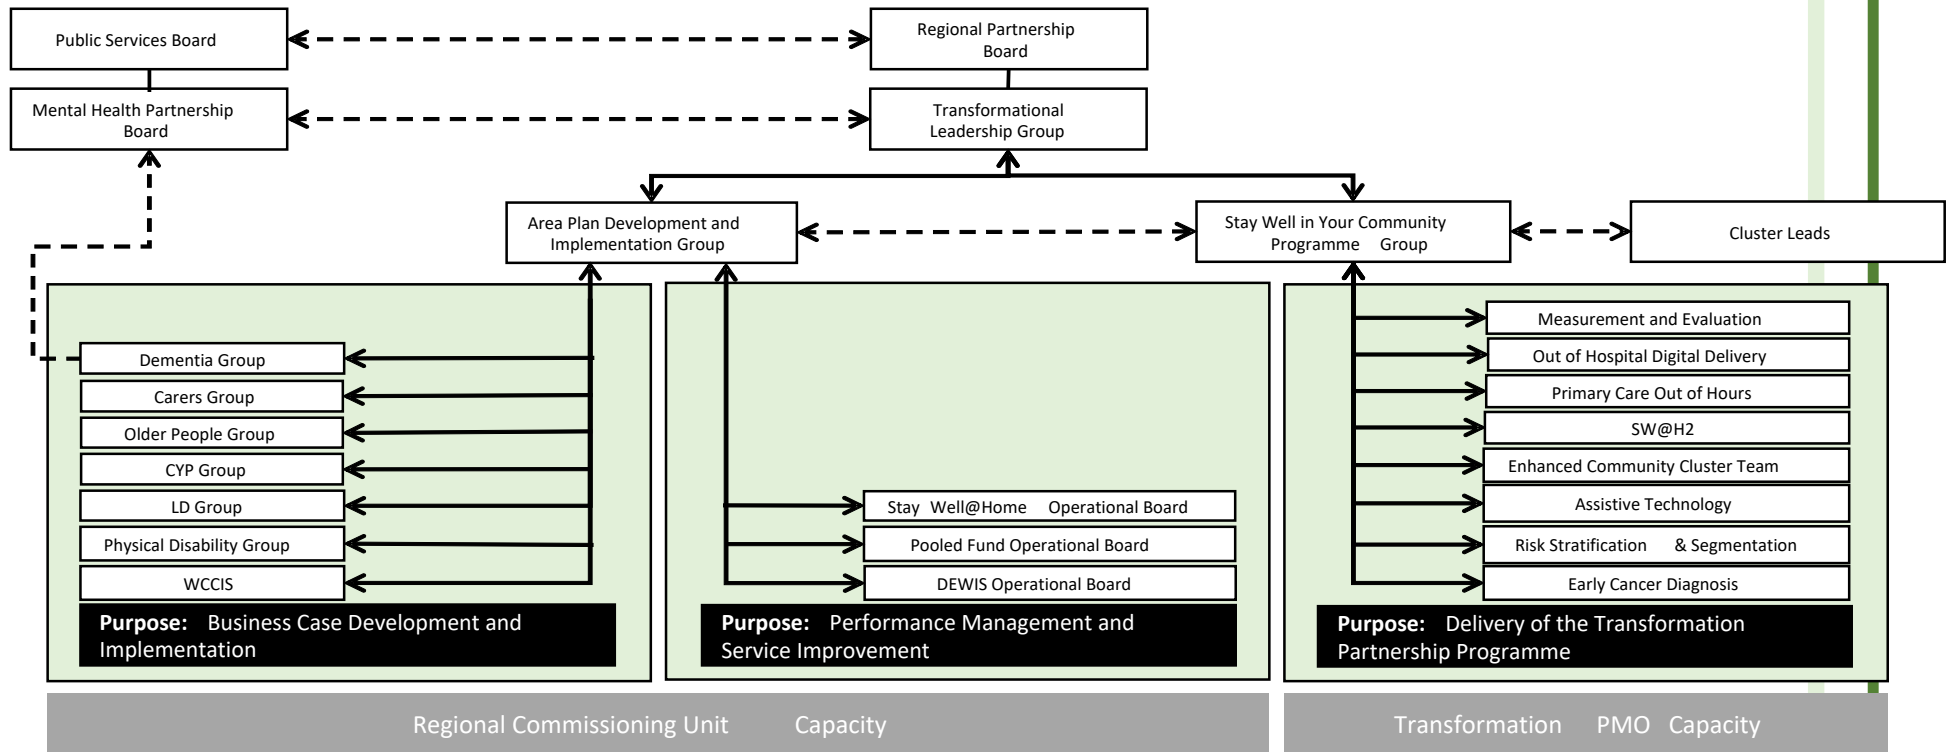 Public Services Board
Regional Partnership
Board
Mental Health Partnership
Board
Transformational
Leadership Group
Area Plan Development and
Implementation Group
Stay Well in Your Community
Programme Group
Cluster Leads
Dementia Group
Carers Group
Older People Group
CYP Group
LD Group
Physical Disability Group
WCCIS
Purpose: Business Case Development and
Implementation
Stay Well@Home Operational Board
Pooled Fund Operational Board
DEWIS Operational Board
Purpose: Performance Management and
Service Improvement
Measurement and Evaluation
Out of Hospital Digital Delivery
Primary Care Out of Hours
SW@H2
Enhanced Community Cluster Team
Assistive Technology
Risk Stratification & Segmentation
Early Cancer Diagnosis
Purpose: Delivery of the Transformation
Partnership Programme
Regional Commissioning Unit Capacity
Transformation PMO Capacity